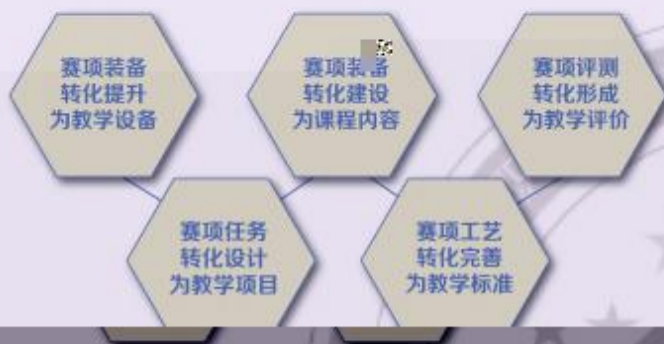 赛项装备
转化提升
为教学设备
赛项装备
转化建设
为课程内容
赛项评测
转化形成
为教学评价
赛项任务
转化设计
为教学项目
赛项工艺
转化完善
为教学标准